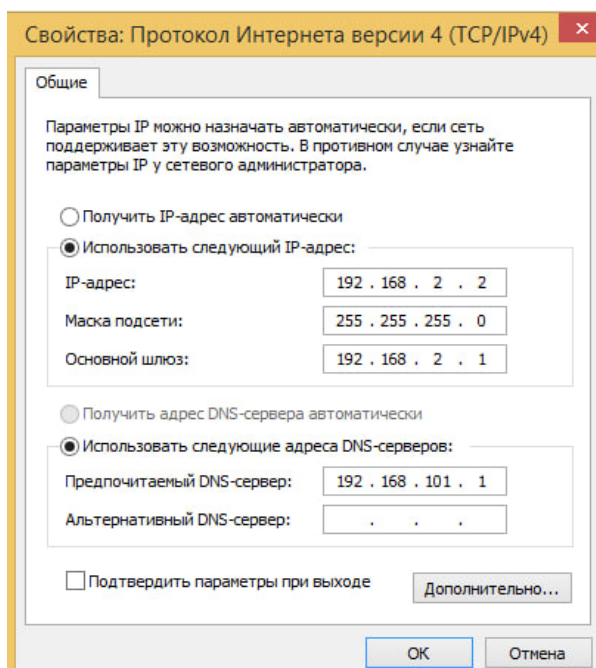 Свойства: Протокол Интернета версии 4 (TCP/IPv4)
Общие
Параметры IP можно назначать автоматически, если сеть
поддерживает эту возможность. В противном случае узнайте
параметры IP у сетевого администратора.
Получить IP-адрес автоматически
Использовать следующий IP-адрес:
IP-адрес: 192 . 168 . 2 . 2
Маска подсети: 255 . 255 . 255 . 0
Основной шлюз: 192 . 168 . 2 . 1
Получить адрес DNS-сервера автоматически
Использовать следующие адреса DNS-серверов:
Предпочитаемый DNS-сервер: 192 . 168 . 101 . 1
Альтернативный DNS-сервер: . . .
Подтвердить параметры при выходе
Дополнительно...
ОК Отмена